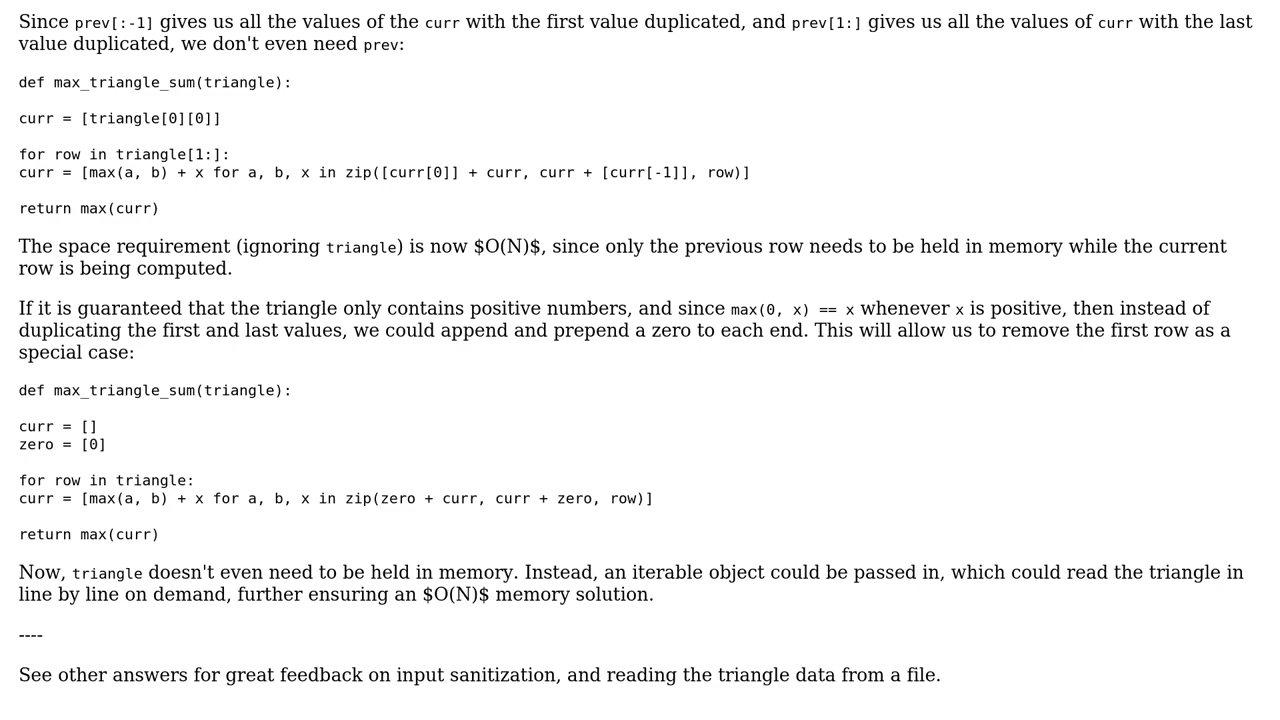 Since prev[:-1] gives us all the values of the curr with the first value duplicated, and prev[1:] gives us all the values of curr with the last
value duplicated, we don't even need prev:
def max_triangle_sum(triangle):
curr = [triangle[0][0]]
for row in triangle[1:]:
curr = [max(a, b) + x for a, b, x in zip([curr[0]] + curr, curr + [curr[-1]], row)]
return max(curr)
The space requirement (ignoring triangle) is now $O(N)$, since only the previous row needs to be held in memory while the current
row is being computed.
If it is guaranteed that the triangle only contains positive numbers, and since max(0, x) == x whenever x is positive, then instead of
duplicating the first and last values, we could append and prepend a zero to each end. This will allow us to remove the first row as a
special case:
def max_triangle_sum(triangle):
curr = []
zero = [0]
for row in triangle:
curr = [max(a, b) + x for a, b, x in zip(zero + curr, curr + zero, row)]
return max(curr)
Now, triangle doesn't even need to be held in memory. Instead, an iterable object could be passed in, which could read the triangle in
line by line on demand, further ensuring an $O(N)$ memory solution.
----
See other answers for great feedback on input sanitization, and reading the triangle data from a file.